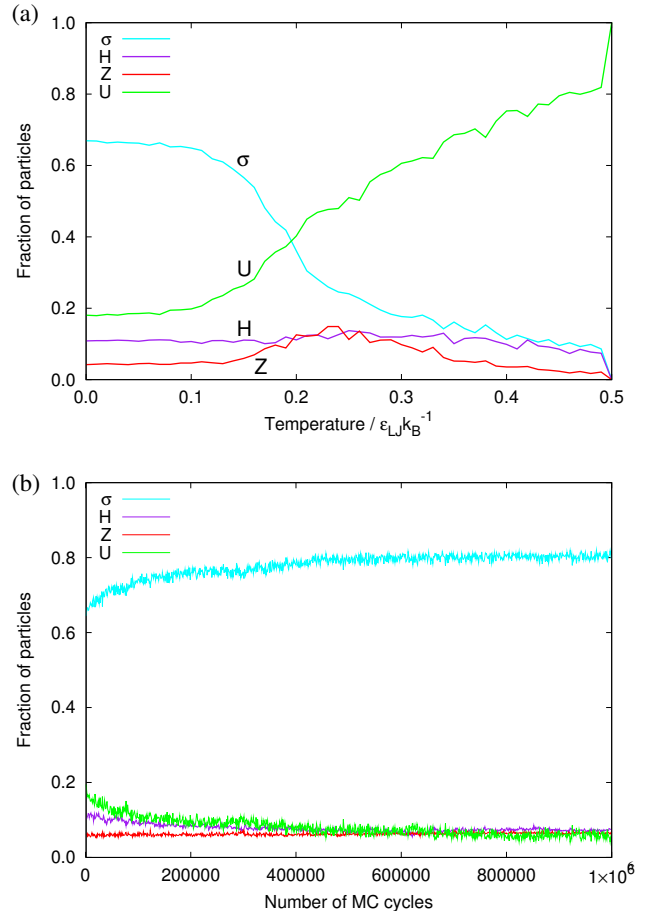 (a)
1.0
0.8
0.6
0.4
0.2
0.0
Fraction of particles
σ
H
Z
U
σ
U
H
Z
0.0 0.1 0.2 0.3 0.4 0.5
Temperature / ε_LJ k_B^-1
(b)
1.0
0.8
0.6
0.4
0.2
0.0
Fraction of particles
σ
H
Z
U
0 200000 400000 600000 800000 1×10^6
Number of MC cycles